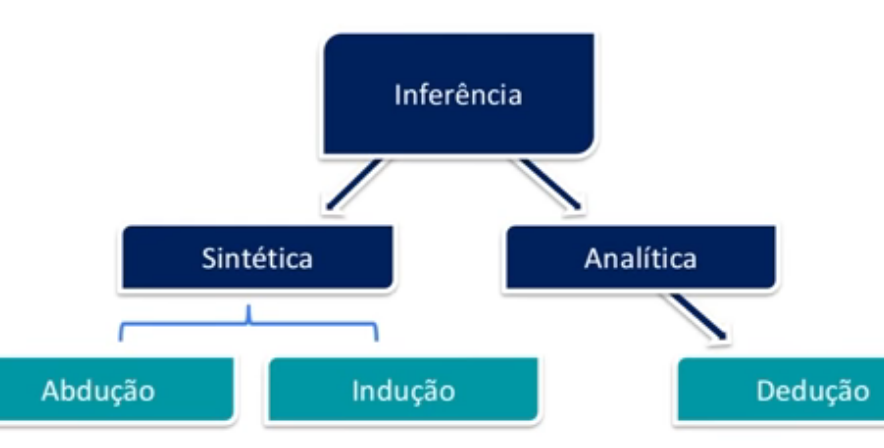 Inferência
Sintética
Analítica
Abdução
Indução
Dedução